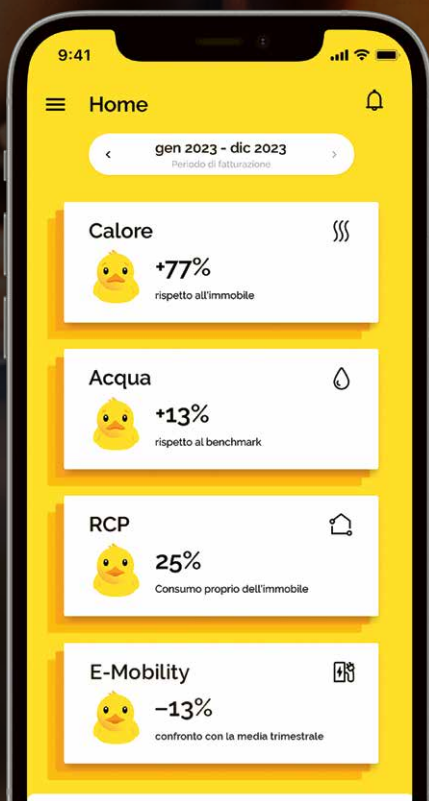 9:41
Home
gen 2023 - dic 2023
Periodo di fatturazione
Calore
+77%
rispetto all'immobile
Acqua
+13%
rispetto al benchmark
RCP
25%
Consumo proprio dell'immobile
E-Mobility
–13%
confronto con la media trimestrale